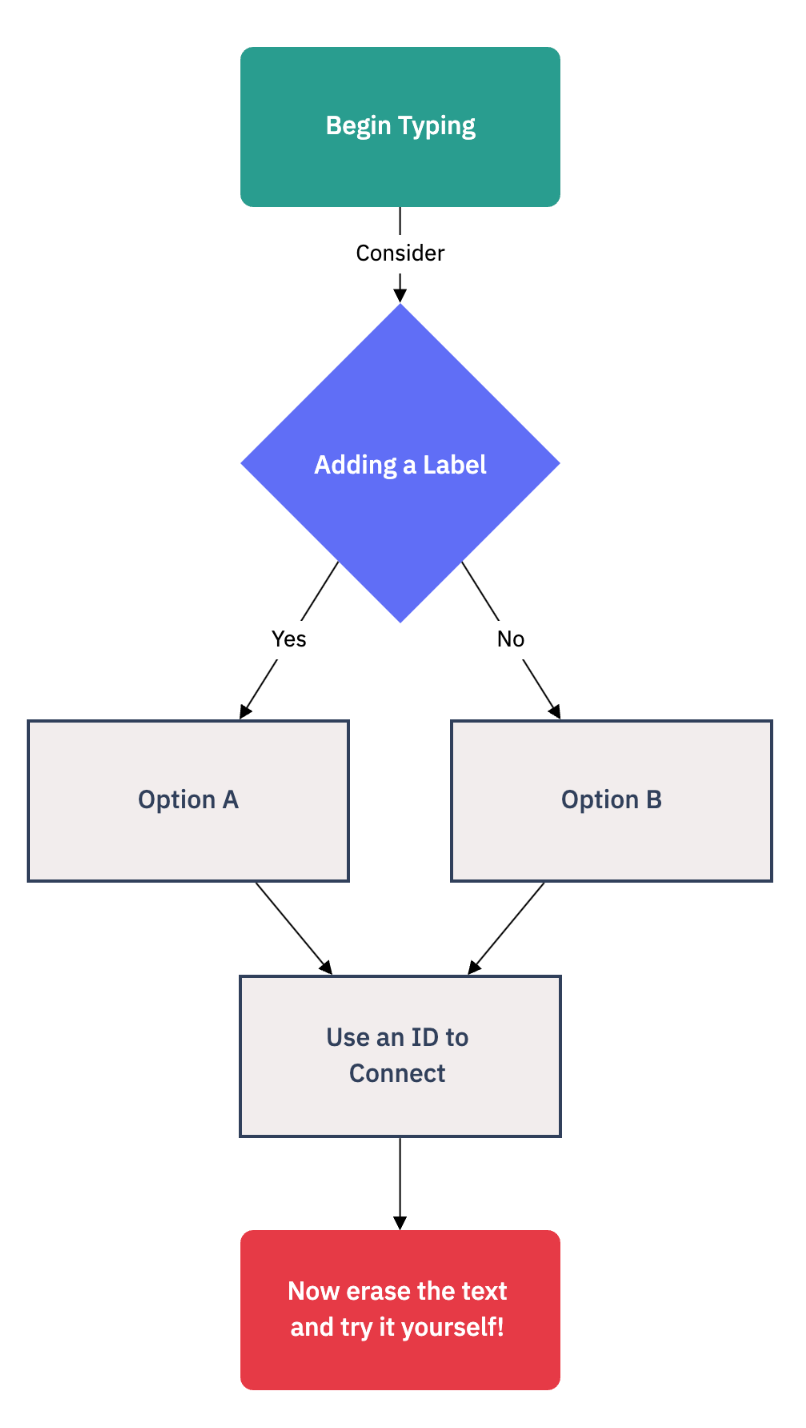 Begin Typing
Consider
Adding a Label
Yes
No
Option A
Option B
Use an ID to
Connect
Now erase the text
and try it yourself!